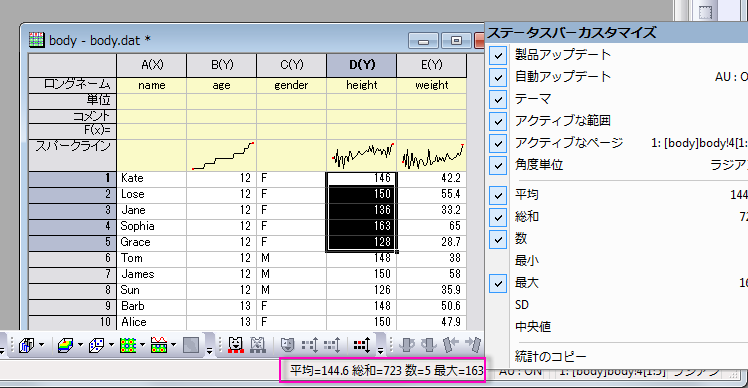 body - body.dat *
A(X) B(Y) C(Y) D(Y) E(Y)
ロングネーム name age gender height weight
単位
コメント
F(x)=
スパークライン
1 Kate 12 F 146 42.2
2 Lose 12 F 150 55.4
3 Jane 12 F 136 33.2
4 Sophia 12 F 163 65
5 Grace 12 F 128 28.7
6 Tom 12 M 148 38
7 James 12 M 150 58
8 Sun 12 M 126 35.9
9 Barb 13 F 148 50.6
10 Alice 13 F 150 47.9
平均=144.6 総和=723 数=5 最大=163
ステータスバーカスタマイズ
製品アップデート
自動アップデート AU : ON
テーマ
アクティブな範囲
アクティブなページ 1: [body]body!4[1:
角度単位 ラジア
平均 144
総和 72
数
最小
最大 16
SD
中央値
統計のコピー
AU : ON 1: [body]body!4[1:5] ラジアン